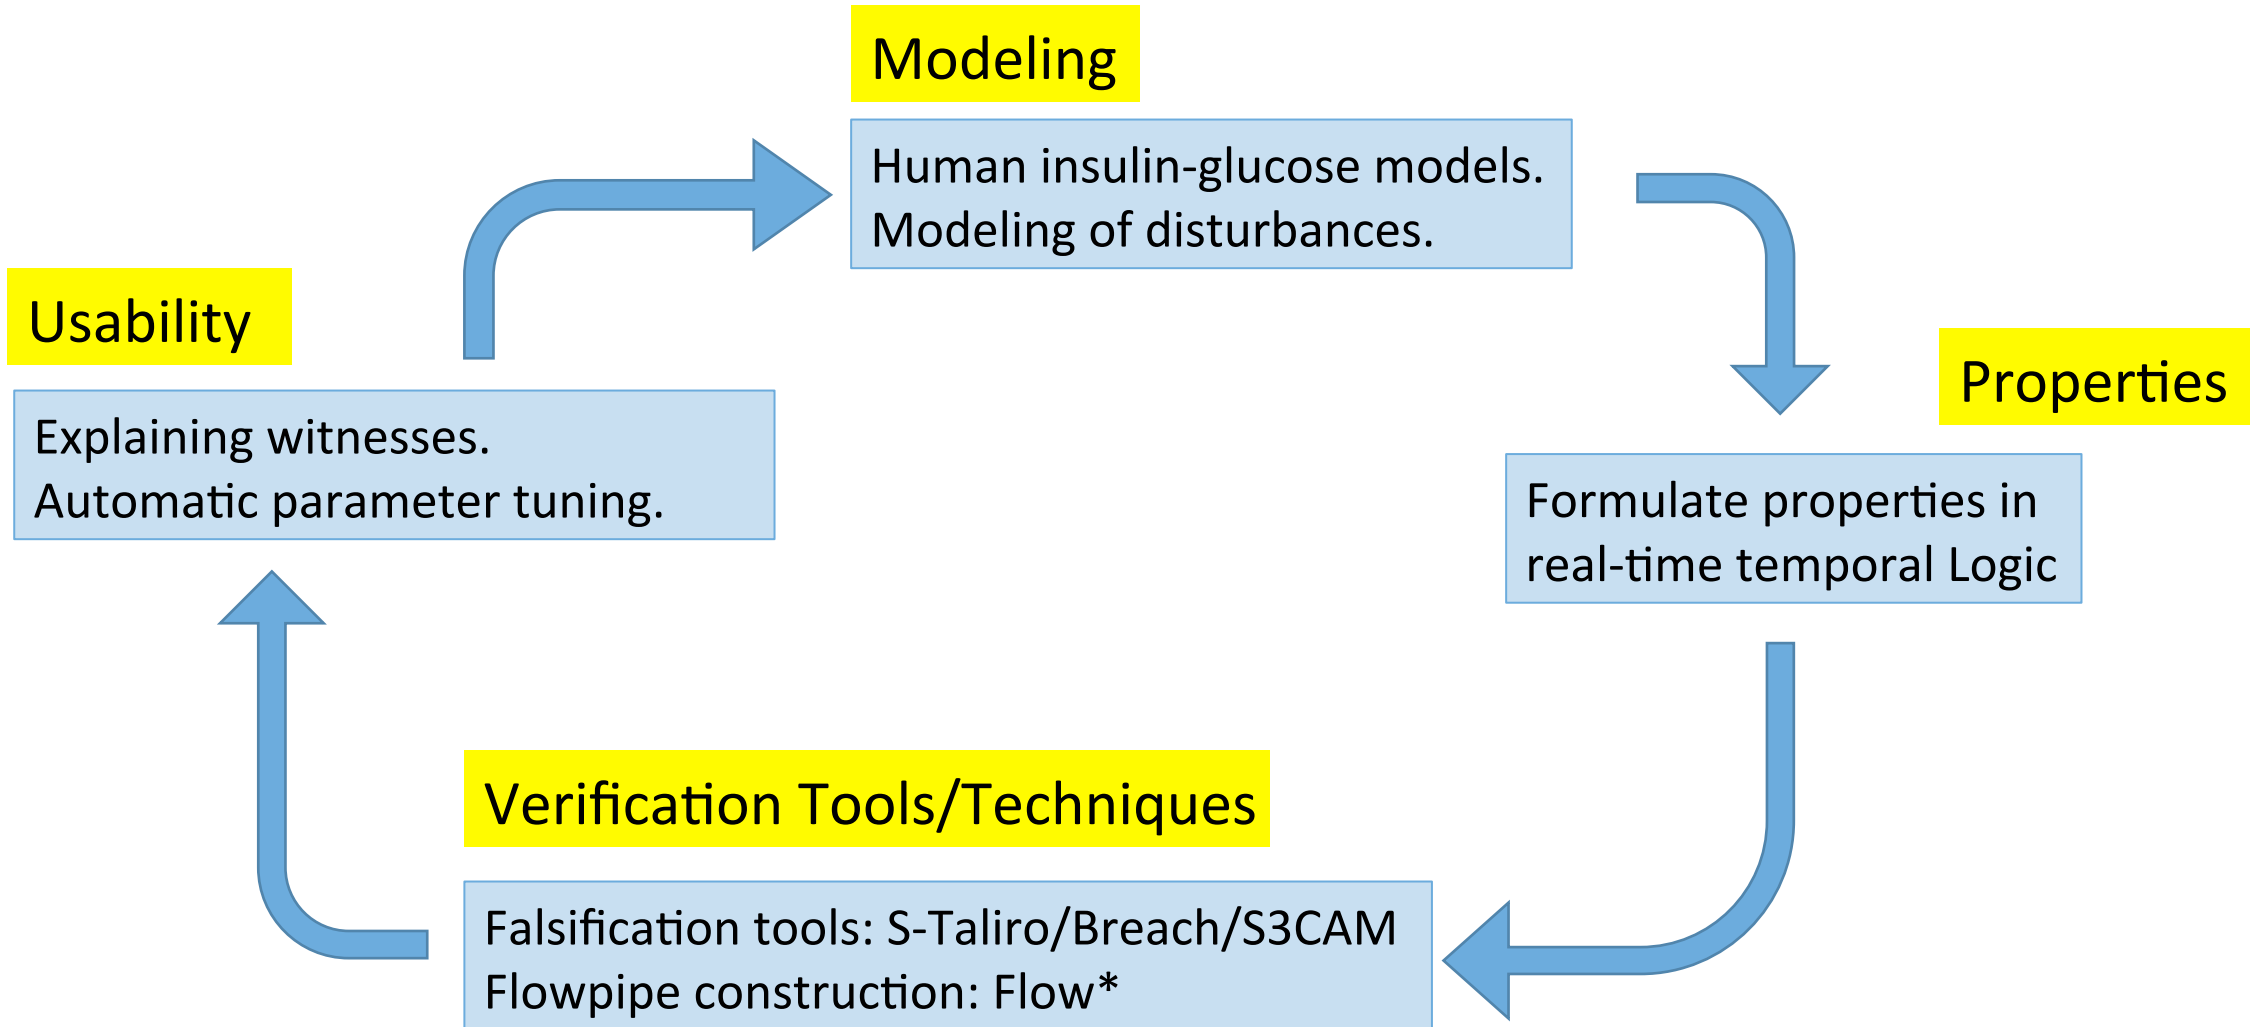 Modeling
Human insulin-glucose models.
Modeling of disturbances.
Usability
Explaining witnesses.
Automatic parameter tuning.
Properties
Formulate properties in
real-time temporal Logic
Verification Tools/Techniques
Falsification tools: S-Taliro/Breach/S3CAM
Flowpipe construction: Flow*